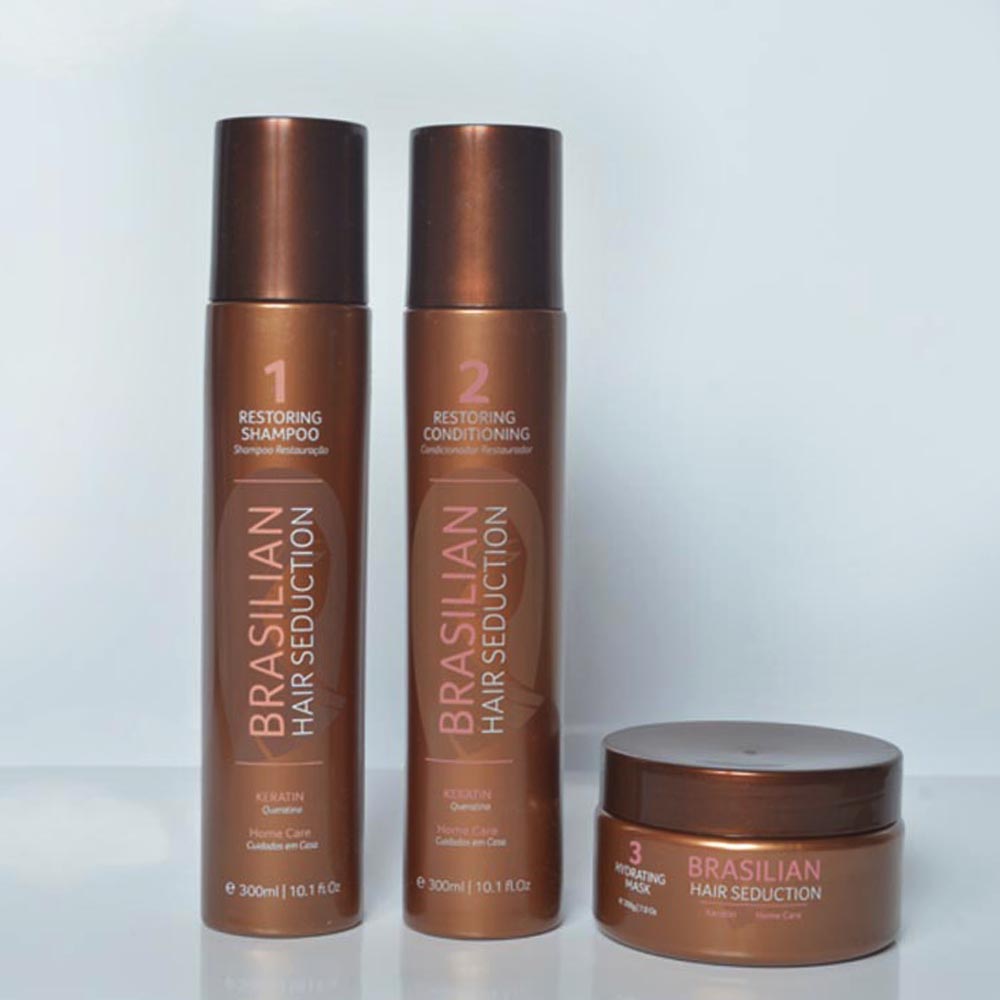 1
RESTORING
SHAMPOO
Shampoo Restauração
BRASILIAN
HAIR SEDUCTION
KERATIN
Queratina
Home Care
Cuidados em Casa
e 300ml | 10.1 fl.Oz
2
RESTORING
CONDITIONING
Condicionador Restaurador
BRASILIAN
HAIR SEDUCTION
KERATIN
Queratina
Home Care
Cuidados em Casa
e 300ml | 10.1 fl.Oz
3
HYDRATING
MASK
BRASILIAN
HAIR SEDUCTION
Keratin Home Care